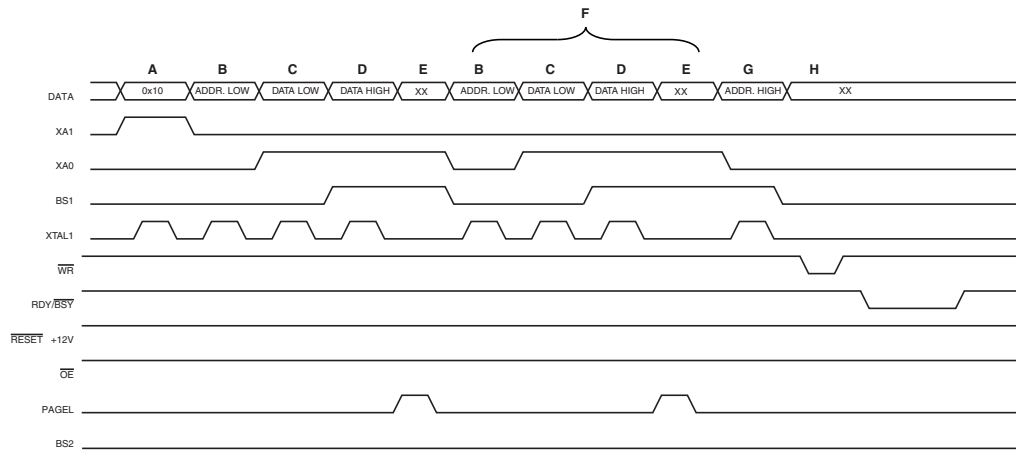 F
A B C D E B C D E G H
DATA 0x10 ADDR. LOW DATA LOW DATA HIGH XX ADDR. LOW DATA LOW DATA HIGH XX ADDR. HIGH XX
XA1
XA0
BS1
XTAL1
WR
RDY/BSY
RESET +12V
OE
PAGEL
BS2